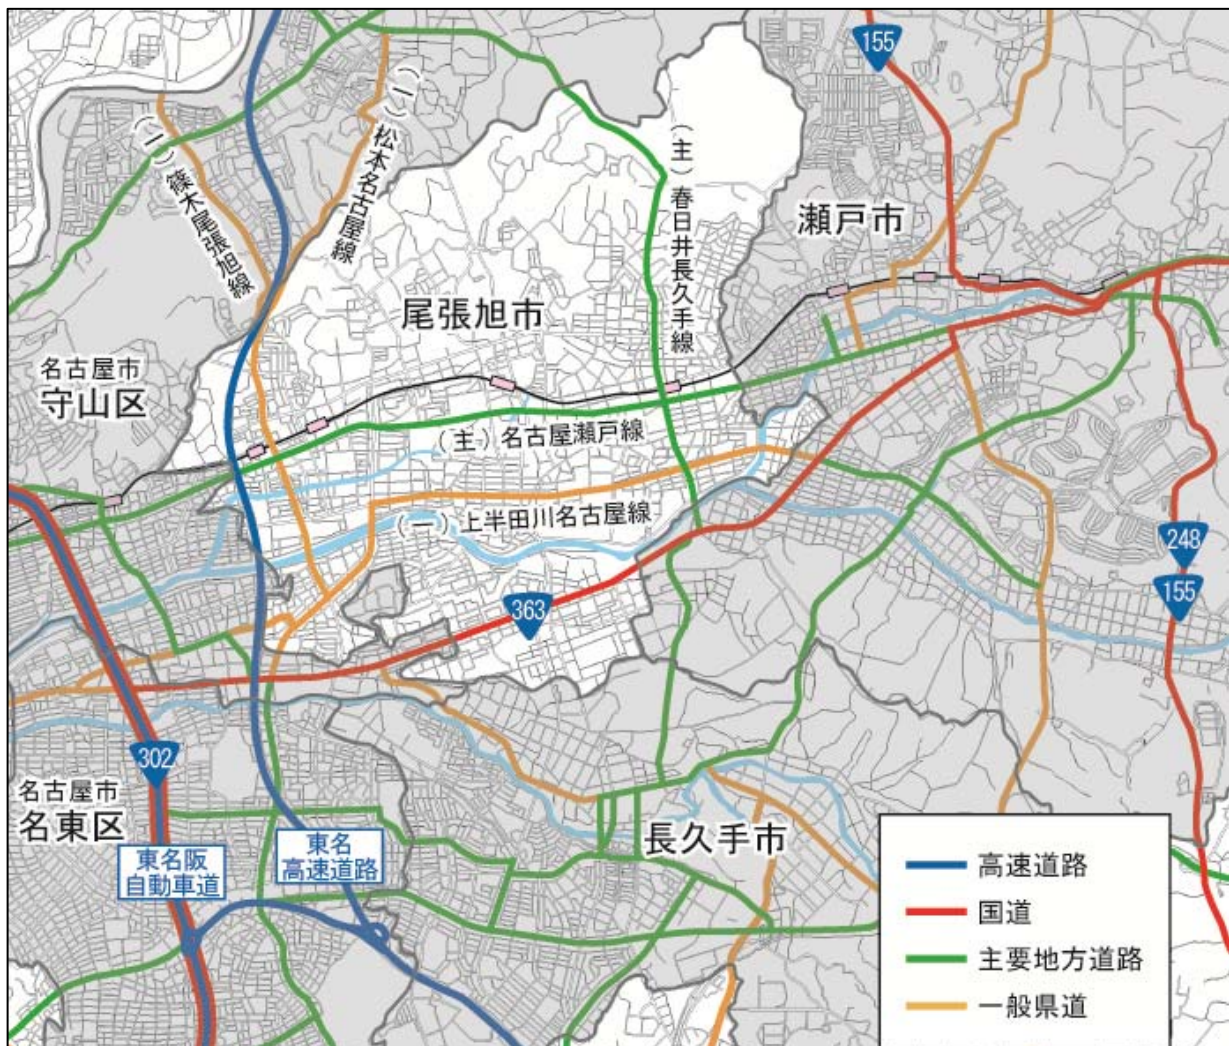 155
(一)松本名古屋線
(一)篠木尾張旭線
(主)春日井長久手線
瀬戸市
尾張旭市
名古屋市
守山区
(主)名古屋瀬戸線
(一)上半田川名古屋線
248
155
363
302
名古屋市
名東区
東名阪
自動車道
東名
高速道路
長久手市
高速道路
国道
主要地方道路
一般県道